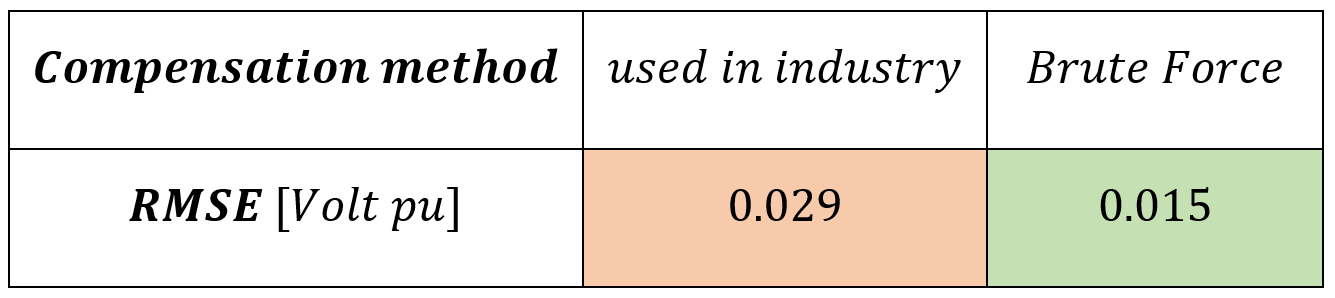 Compensation method used in industry Brute Force
RMSE [Volt pu] 0.029 0.015